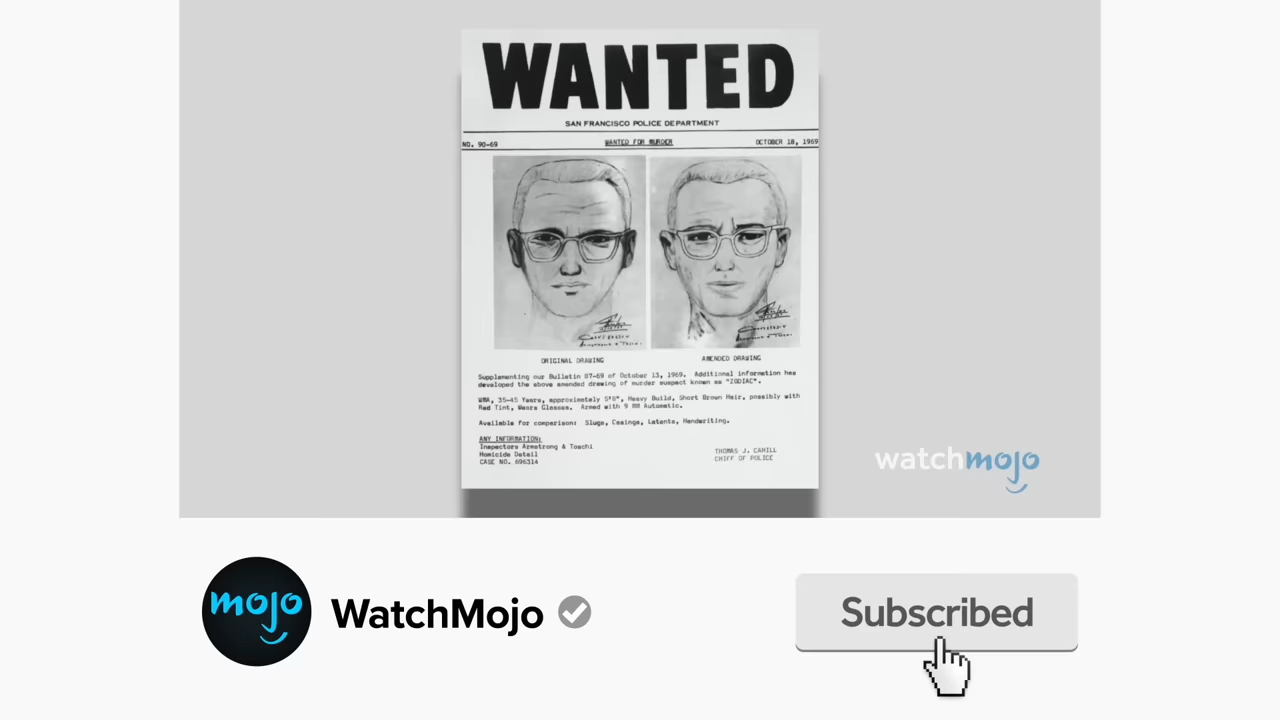 WANTED
SAN FRANCISCO POLICE DEPARTMENT
NO. 90-69 WANTED FOR MURDER OCTOBER 18, 1969
ORIGINAL DRAWING AMENDED DRAWING
Supplementing our Bulletin 87-69 of October 13, 1969. Additional information has
developed the above amended drawing of murder suspect known as "ZODIAC".
WMA, 35-45 Years, approximately 5'8", Heavy Build, Short Brown Hair, possibly with
Red Tint, Wears Glasses. Armed with 9 MM Automatic.
Available for comparison: Slugs, Casings, Latents, Handwriting.
ANY INFORMATION:
Inspectors Armstrong & Toschi
Homicide Detail
CASE NO. 696314
THOMAS J. CAHILL
CHIEF OF POLICE
watchmojo
mojo
WatchMojo
Subscribed